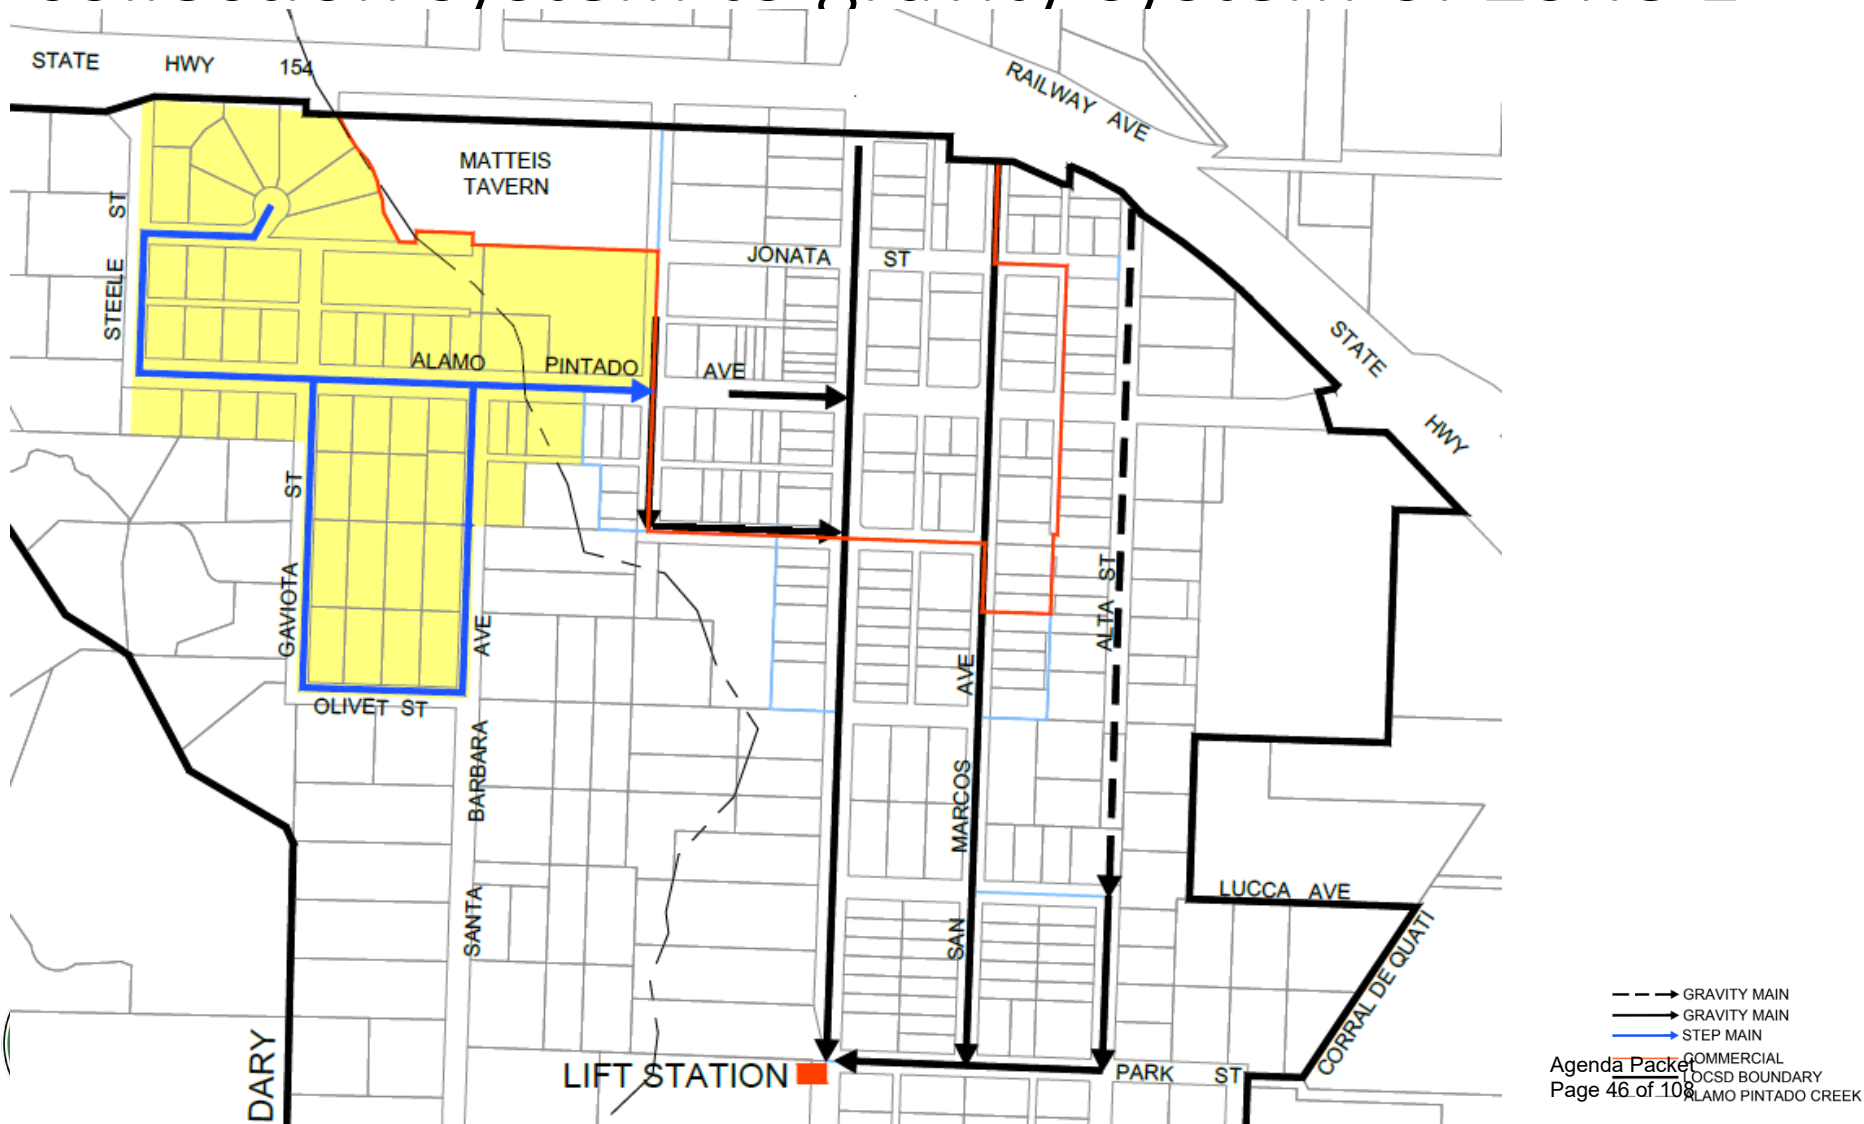 STATE HWY 154
RAILWAY AVE
MATTEIS
TAVERN
STEELE ST
JONATA ST
STATE HWY
ALAMO PINTADO AVE
GAVIOTA ST
ALTA ST
OLIVET ST
SANTA BARBARA AVE
SAN MARCOS AVE
LUCCA AVE
CORRAL DE QUATI
DARY
LIFT STATION
PARK ST
GRAVITY MAIN
GRAVITY MAIN
STEP MAIN
COMMERCIAL
LOCSD BOUNDARY
ALAMO PINTADO CREEK
Agenda Packet
Page 46 of 108